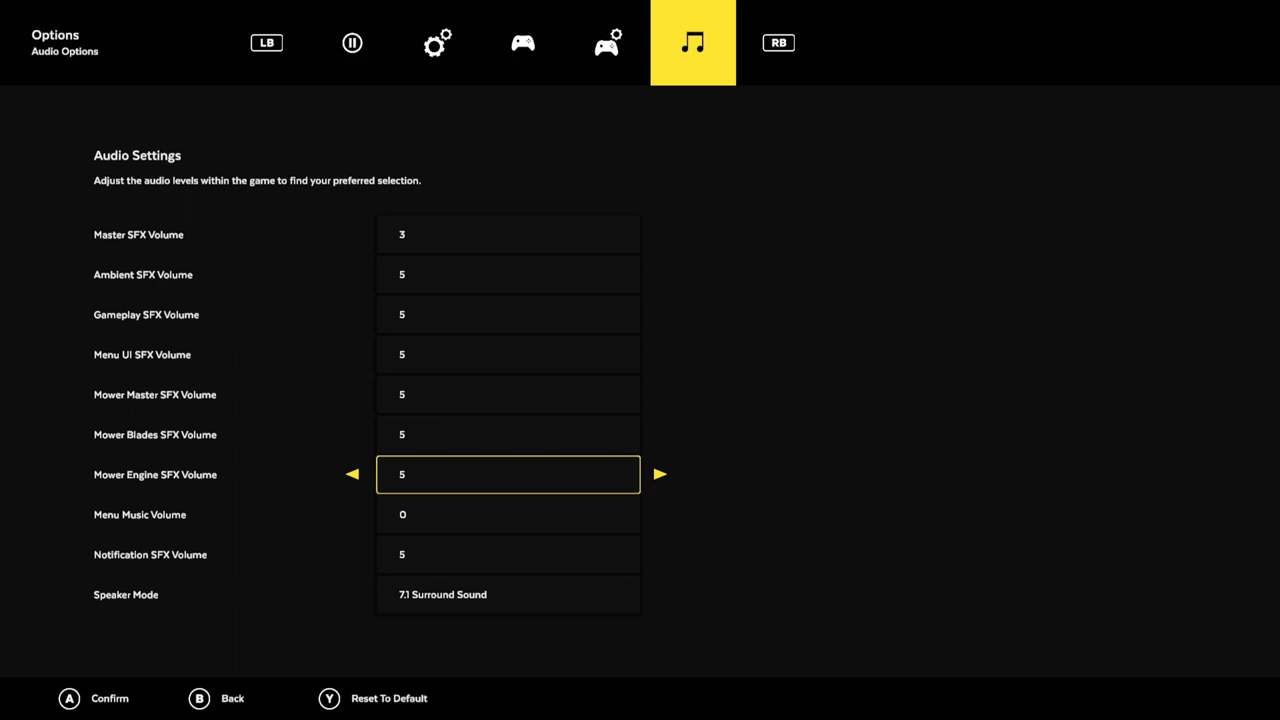 Options
Audio Options
LB
RB
Audio Settings
Adjust the audio levels within the game to find your preferred selection.
Master SFX Volume 3
Ambient SFX Volume 5
Gameplay SFX Volume 5
Menu UI SFX Volume 5
Mower Master SFX Volume 5
Mower Blades SFX Volume 5
Mower Engine SFX Volume 5
Menu Music Volume 0
Notification SFX Volume 5
Speaker Mode 7.1 Surround Sound
A Confirm B Back Y Reset To Default